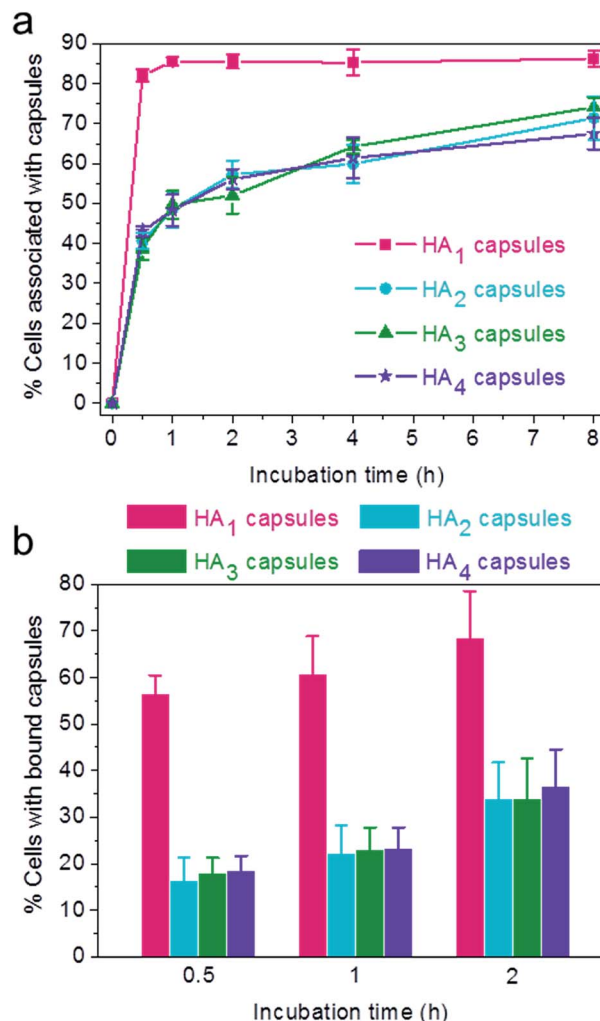 a
% Cells associated with capsules
90
80
70
60
50
40
30
20
10
0
HA1 capsules
HA2 capsules
HA3 capsules
HA4 capsules
0 1 2 3 4 5 6 7 8
Incubation time (h)
HA1 capsules HA2 capsules
HA3 capsules HA4 capsules
b
% Cells with bound capsules
80
70
60
50
40
30
20
10
0
0.5 1 2
Incubation time (h)